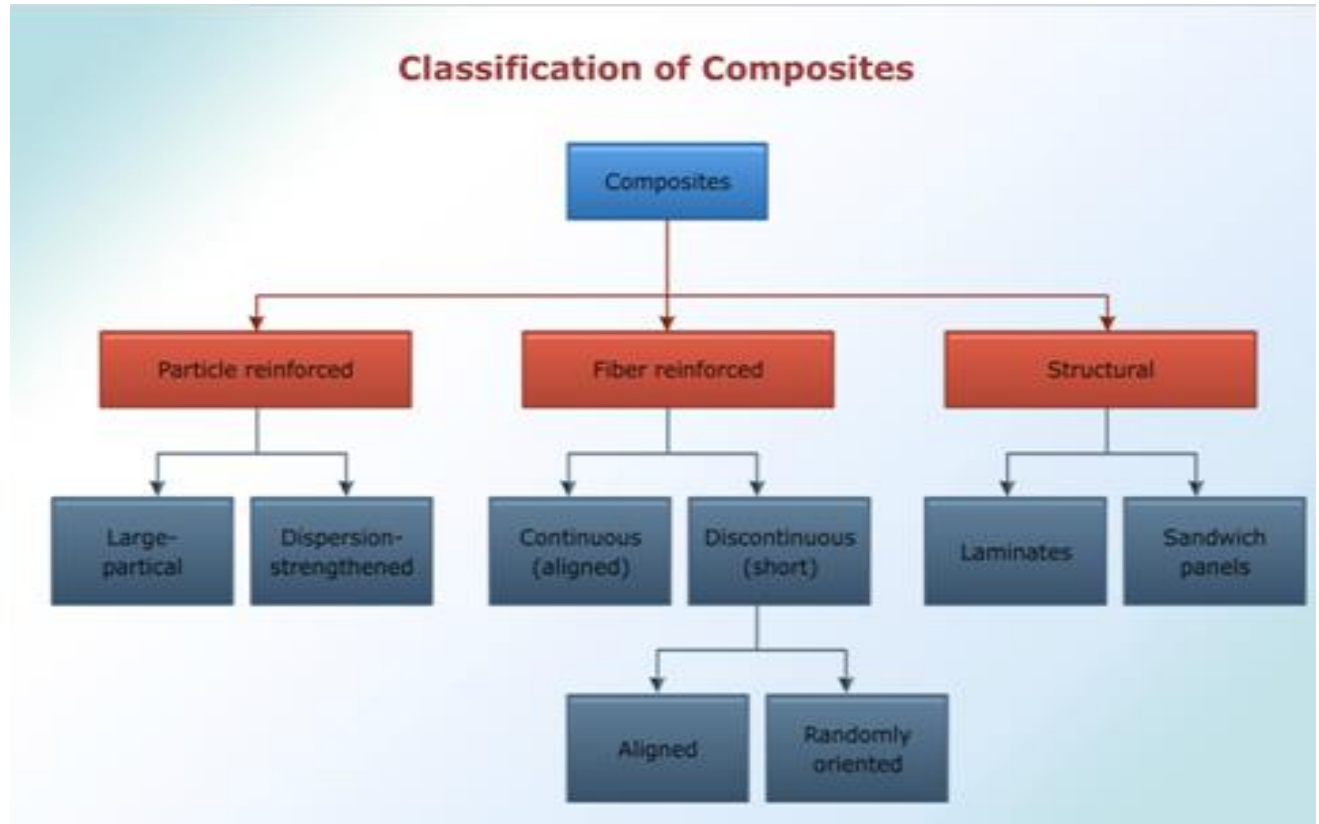 Classification of Composites
Composites
Particle reinforced
Fiber reinforced
Structural
Large-
partical
Dispersion-
strengthened
Continuous
(aligned)
Discontinuous
(short)
Laminates
Sandwich
panels
Aligned
Randomly
oriented